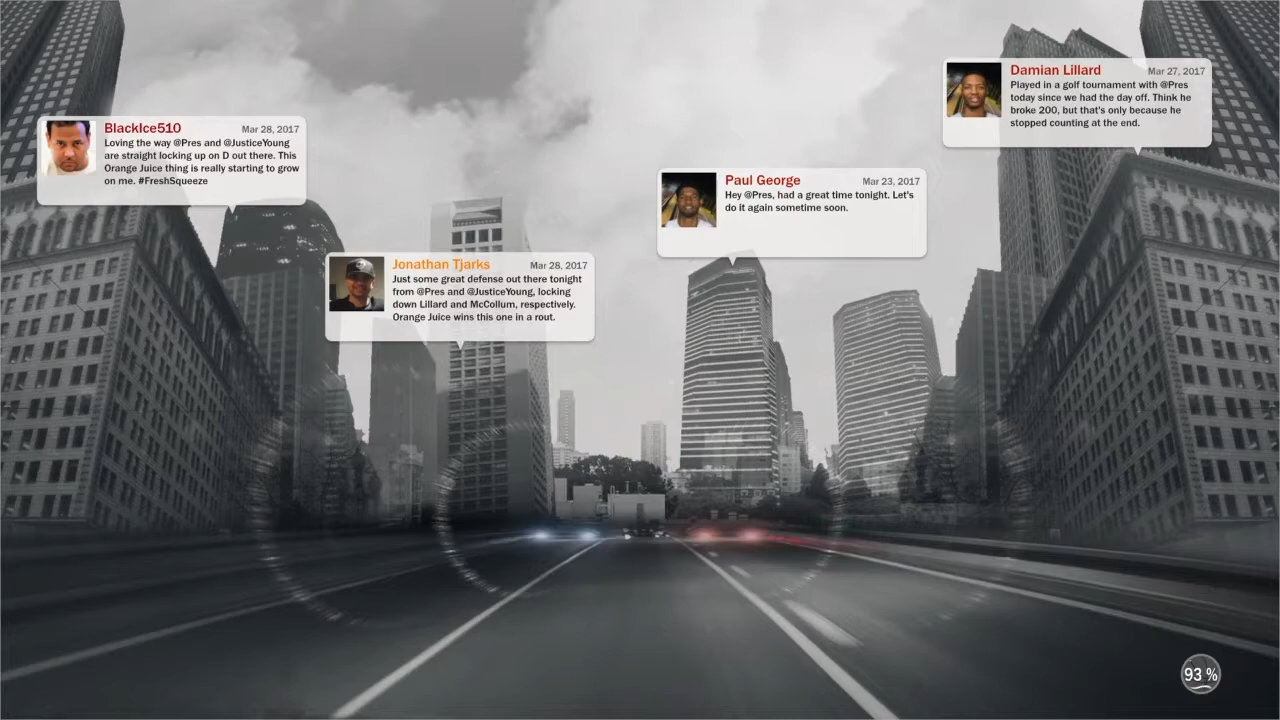 BlackIce510
Mar 28, 2017
Loving the way @Pres and @JusticeYoung
are straight locking up on D out there. This
Orange Juice thing is really starting to grow
on me. #FreshSqueeze
Jonathan Tjarks
Mar 28, 2017
Just some great defense out there tonight
from @Pres and @JusticeYoung, locking
down Lillard and McCollum, respectively.
Orange Juice wins this one in a rout.
Paul George
Mar 23, 2017
Hey @Pres, had a great time tonight. Let's
do it again sometime soon.
Damian Lillard
Mar 27, 2017
Played in a golf tournament with @Pres
today since we had the day off. Think he
broke 200, but that's only because he
stopped counting at the end.
93 %